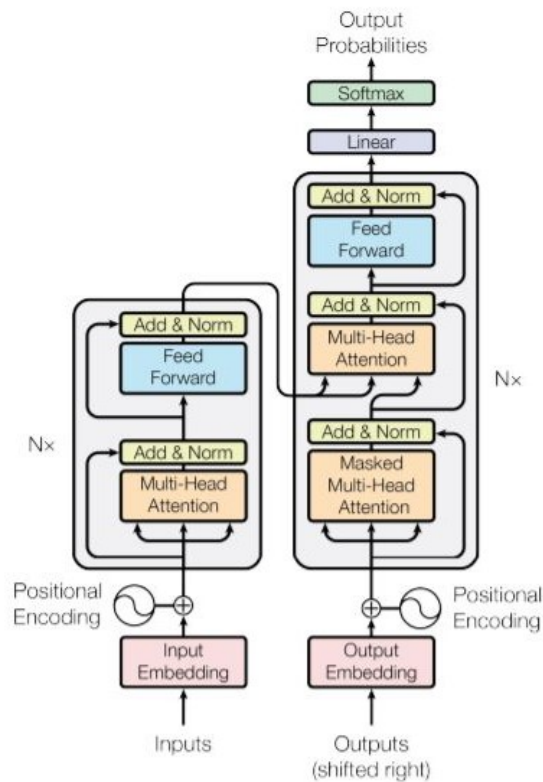 Output
Probabilities
Softmax
Linear
Add & Norm
Feed
Forward
Add & Norm
Multi-Head
Attention
Nx
Add & Norm
Masked
Multi-Head
Attention
Add & Norm
Feed
Forward
Nx
Add & Norm
Multi-Head
Attention
Positional
Encoding
Positional
Encoding
Input
Embedding
Output
Embedding
Inputs
Outputs
(shifted right)